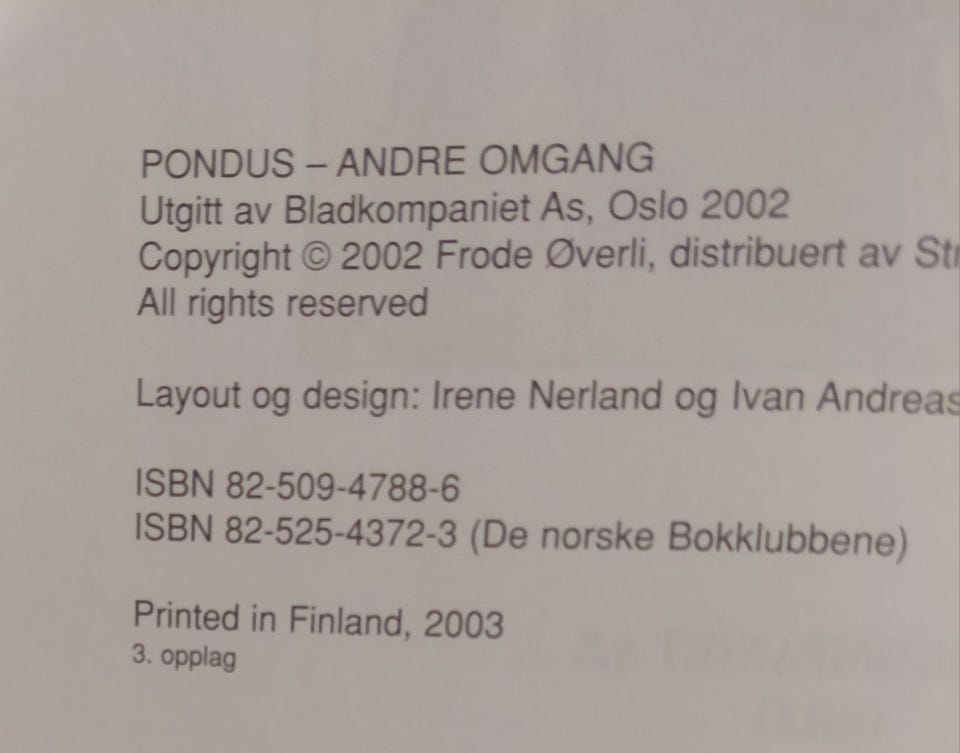 PONDUS – ANDRE OMGANG
Utgitt av Bladkompaniet As, Oslo 2002
Copyright © 2002 Frode Øverli, distribuert av
All rights reserved
Layout og design: Irene Nerland og Ivan
ISBN 82-509-4788-6
ISBN 82-525-4372-3 (De norske Bokklubbene)
Printed in Finland, 2003
3. opplag